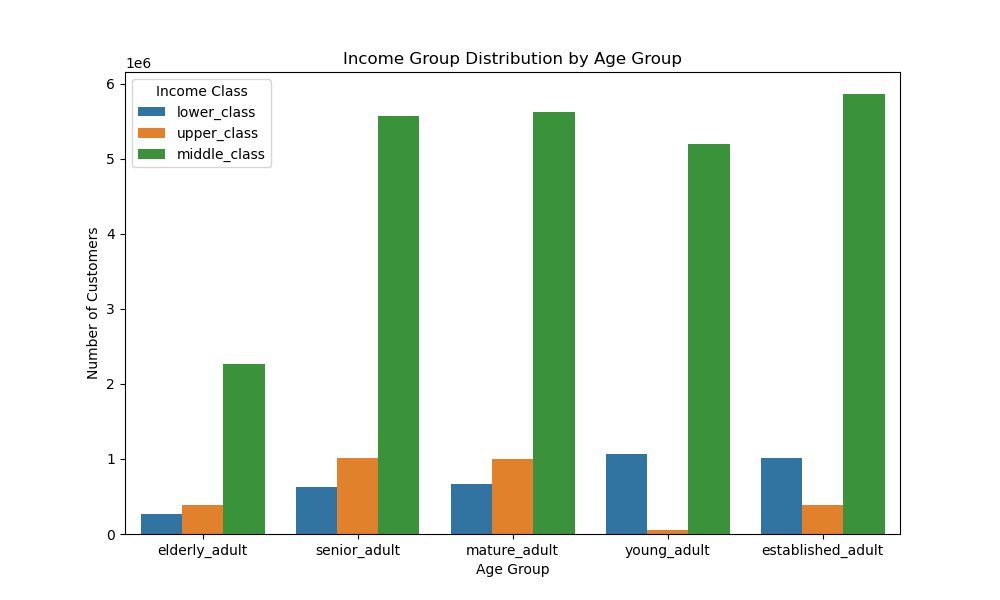 Income Group Distribution by Age Group
1e6
Income Class
lower_class
upper_class
middle_class
6
5
4
3
2
1
0
Number of Customers
elderly_adult senior_adult mature_adult young_adult established_adult
Age Group